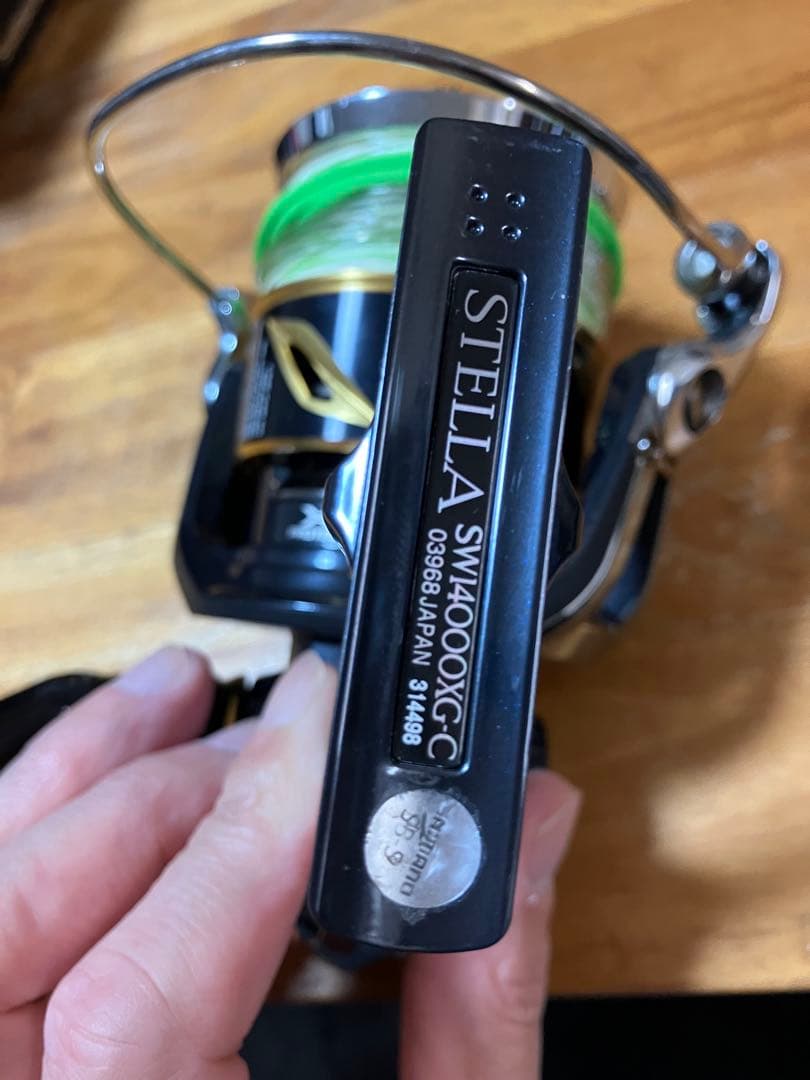 STELLA SW14000XG-C
03968 JAPAN 314498
SHIMANO